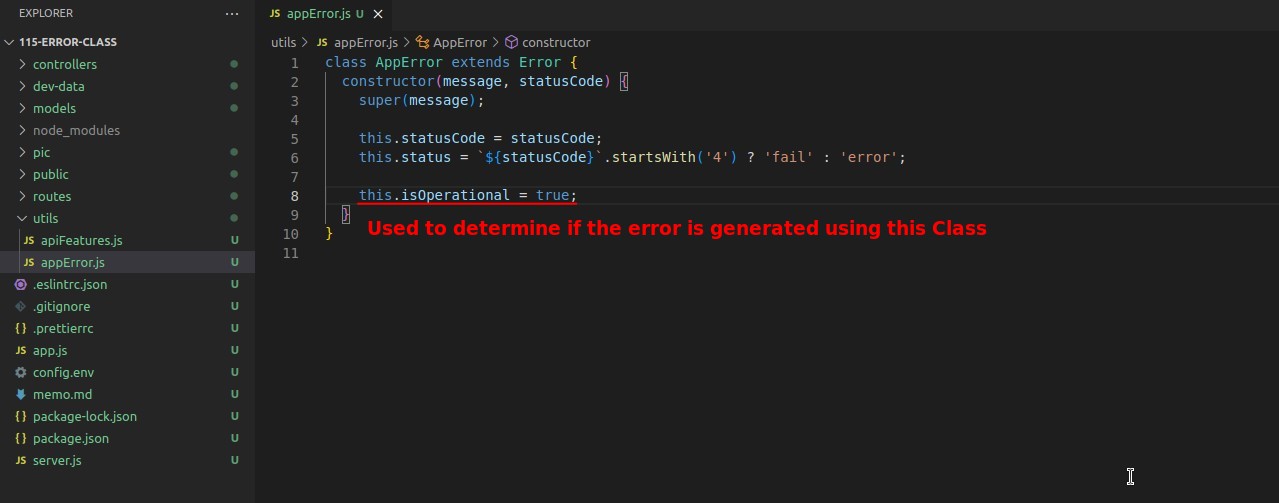 EXPLORER ...
115-ERROR-CLASS
controllers
dev-data
models
node_modules
pic
public
routes
utils
JS apiFeatures.js U
JS appError.js U
.eslintrc.json U
.gitignore U
{} .prettierrc U
JS app.js U
config.env U
memo.md U
{} package-lock.json U
{} package.json U
JS server.js U
JS appError.js U
utils > JS appError.js > AppError > constructor
1 class AppError extends Error {
2 constructor(message, statusCode) {
3 super(message);
4
5 this.statusCode = statusCode;
6 this.status = `${statusCode}`.startsWith('4') ? 'fail' : 'error';
7
8 this.isOperational = true;
9 }
Used to determine if the error is generated using this Class
10 }
11